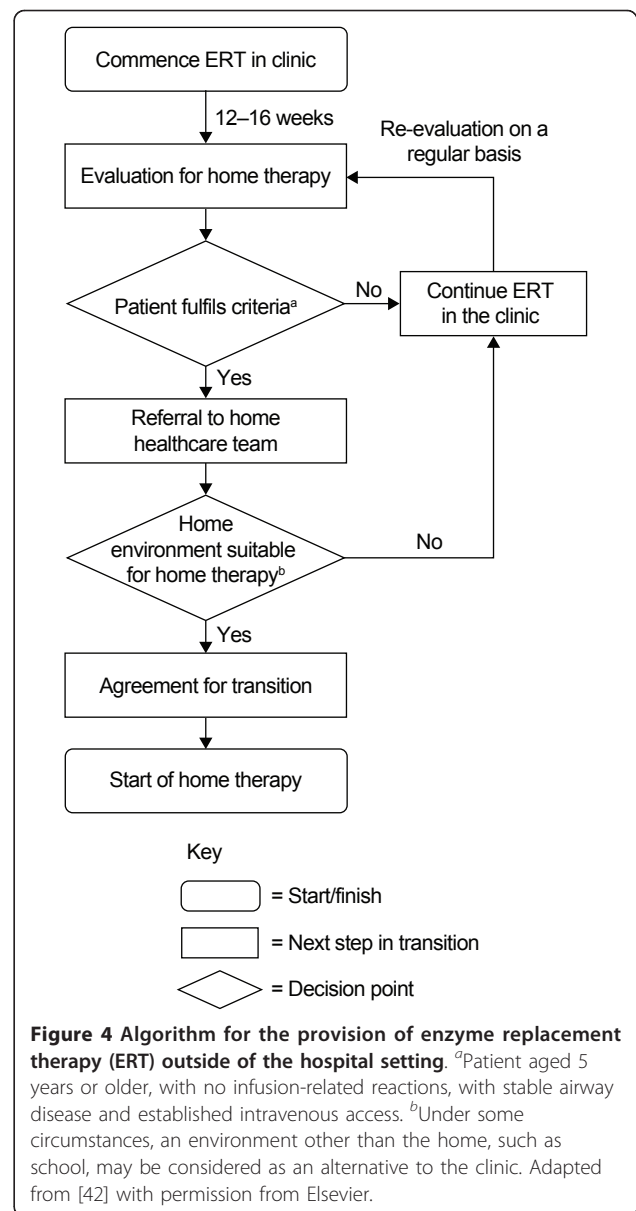 Commence ERT in clinic
12–16 weeks
Re-evaluation on a
regular basis
Evaluation for home therapy
Patient fulfils criteriaᵃ
No
Continue ERT
in the clinic
Yes
Referral to home
healthcare team
Home
environment suitable
for home therapyᵇ
No
Yes
Agreement for transition
Start of home therapy
Key
= Start/finish
= Next step in transition
= Decision point
Figure 4 Algorithm for the provision of enzyme replacement
therapy (ERT) outside of the hospital setting. ᵃPatient aged 5
years or older, with no infusion-related reactions, with stable airway
disease and established intravenous access. ᵇUnder some
circumstances, an environment other than the home, such as
school, may be considered as an alternative to the clinic. Adapted
from [42] with permission from Elsevier.